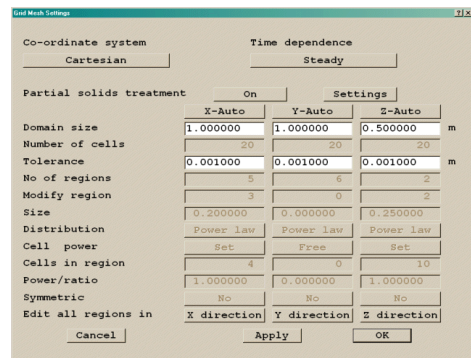 Grid Mesh Settings ? x
Co-ordinate system Time dependence
Cartesian Steady
Partial solids treatment On Settings
X-Auto Y-Auto Z-Auto
Domain size 1.000000 1.000000 0.500000 m
Number of cells 20 20 20
Tolerance 0.001000 0.001000 0.001000 m
No of regions 5 6 2
Modify region 3 0 2
Size 0.200000 0.000000 0.250000
Distribution Power law Power law Power law
Cell power Set Free Set
Cells in region 4 0 10
Power/ratio 1.000000 0.000000 1.000000
Symmetric No No No
Edit all regions in X direction Y direction Z direction
Cancel Apply OK